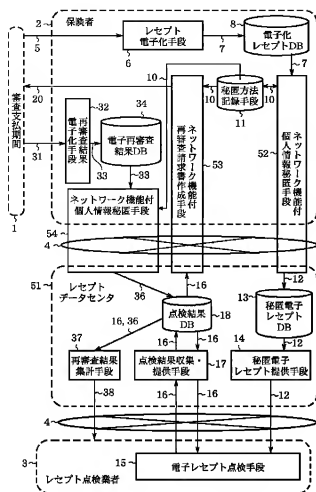 2
保険者
レセプト
電子化手段
8
電子化
レセプトDB
5
6
7
7
10
秘匿方法
記録手段
10
10
11
20
審査支払期間
1
31
32
再審査結果
電子化手段
33
34
電子再審査
結果DB
33
ネットワーク機能付
再審査請求書作成手段
53
ネットワーク機能付
個人情報秘匿手段
52
ネットワーク機能付
個人情報秘匿手段
54
4
51
レセプト
データセンタ
36
16
12
点検結果
DB
18
13
秘匿電子
レセプト
DB
16, 36
16
16
12
37
再審査結果
集計手段
点検結果収集・
提供手段
17
14
秘匿電子
レセプト提供手段
38
16
16
12
4
3
レセプト点検業者
15
電子レセプト点検手段